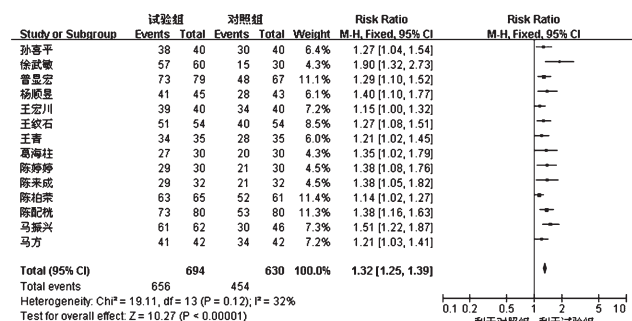 试验组 对照组 Risk Ratio Risk Ratio
Study or Subgroup Events Total Events Total Weight M-H, Fixed, 95% CI M-H, Fixed, 95% CI
孙喜平 38 40 30 40 6.4% 1.27 [1.04, 1.54]
徐武敏 57 60 15 30 4.3% 1.90 [1.32, 2.73]
曾显宏 73 79 48 67 11.1% 1.29 [1.10, 1.52]
杨顺昱 41 45 28 43 6.1% 1.40 [1.10, 1.77]
王宏川 39 40 34 40 7.2% 1.15 [1.00, 1.32]
王纹石 51 54 40 54 8.5% 1.27 [1.08, 1.51]
王青 34 35 28 35 5.9% 1.21 [1.02, 1.45]
葛海柱 27 30 20 30 4.3% 1.35 [1.02, 1.79]
陈婷婷 29 30 21 30 4.5% 1.38 [1.08, 1.76]
陈来成 29 32 21 32 4.5% 1.38 [1.05, 1.82]
陈柏荣 63 65 52 61 11.4% 1.14 [1.02, 1.27]
陈配桄 73 80 53 80 11.3% 1.38 [1.16, 1.63]
马振兴 61 62 30 46 7.3% 1.51 [1.22, 1.87]
马方 41 42 34 42 7.2% 1.21 [1.03, 1.41]
Total (95% CI) 694 630 100.0% 1.32 [1.25, 1.39]
Total events 656 454
Heterogeneity: Chi² = 19.11, df = 13 (P = 0.12); I² = 32%
Test for overall effect: Z = 10.27 (P < 0.00001)
0.1 0.2 0.5 1 2 5 10
利于对照组 利于试验组